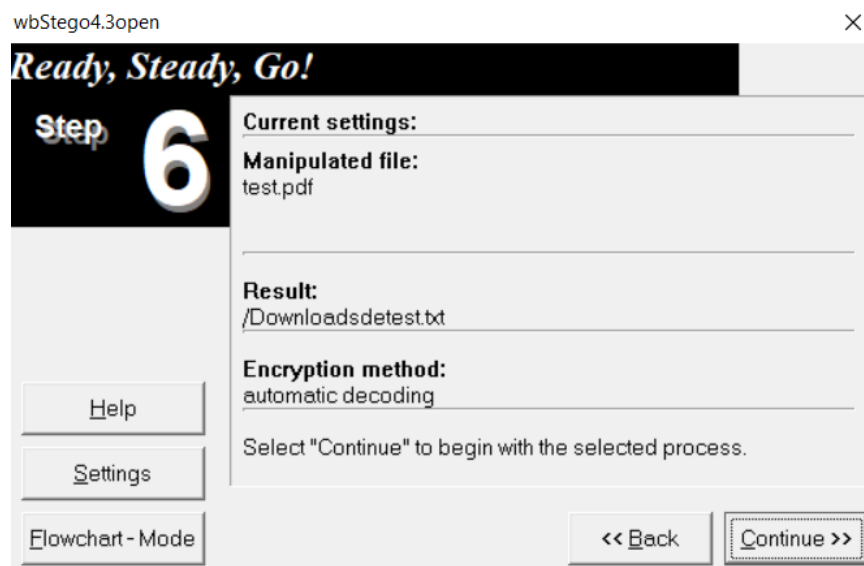 wbStego4.3open
Ready, Steady, Go!
Step 6
Current settings:
Manipulated file:
test.pdf
Result:
/Downloadsdetest.txt
Encryption method:
automatic decoding
Select "Continue" to begin with the selected process.
Help
Settings
Flowchart - Mode
<< Back
Continue >>